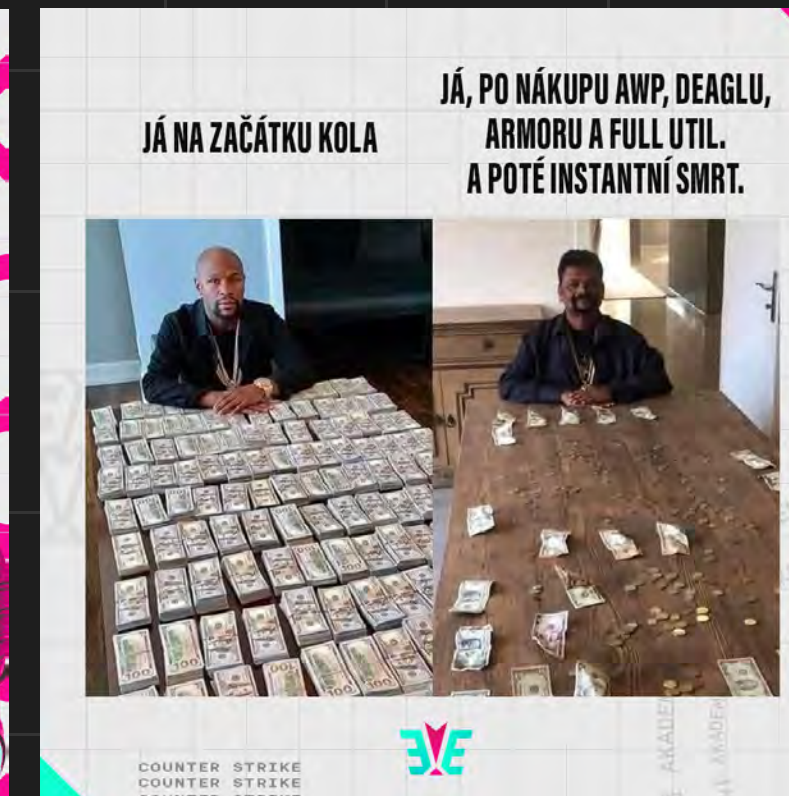 JÁ NA ZAČÁTKU KOLA
JÁ, PO NÁKUPU AWP, DEAGLU,
ARMORU A FULL UTIL.
A POTÉ INSTANTNÍ SMRT.
COUNTER STRIKE
COUNTER STRIKE